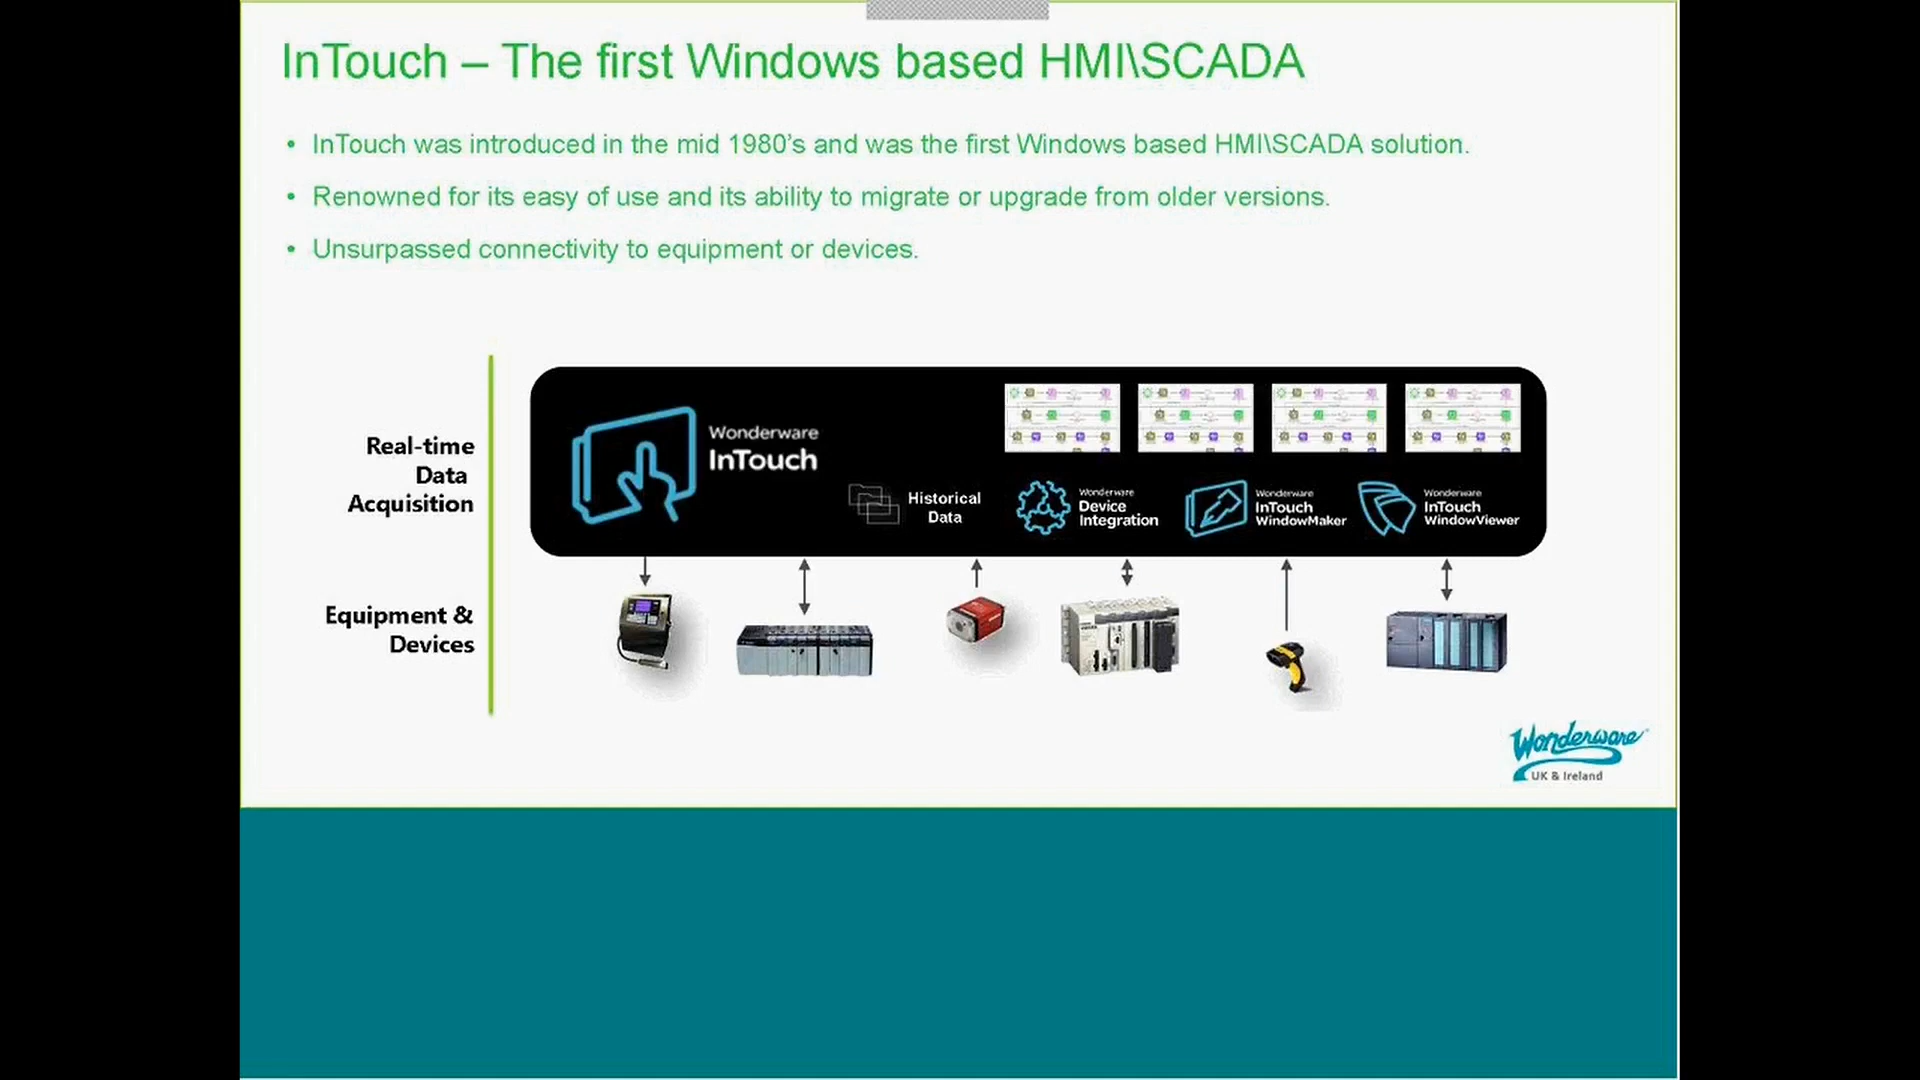 InTouch – The first Windows based HMI\SCADA
• InTouch was introduced in the mid 1980's and was the first Windows based HMI\SCADA solution.
• Renowned for its easy of use and its ability to migrate or upgrade from older versions.
• Unsurpassed connectivity to equipment or devices.
Real-time
Data
Acquisition
Wonderware
InTouch
Historical
Data
Wonderware
Device
Integration
Wonderware
InTouch
WindowMaker
Wonderware
InTouch
WindowViewer
Equipment &
Devices
Wonderware
UK & Ireland